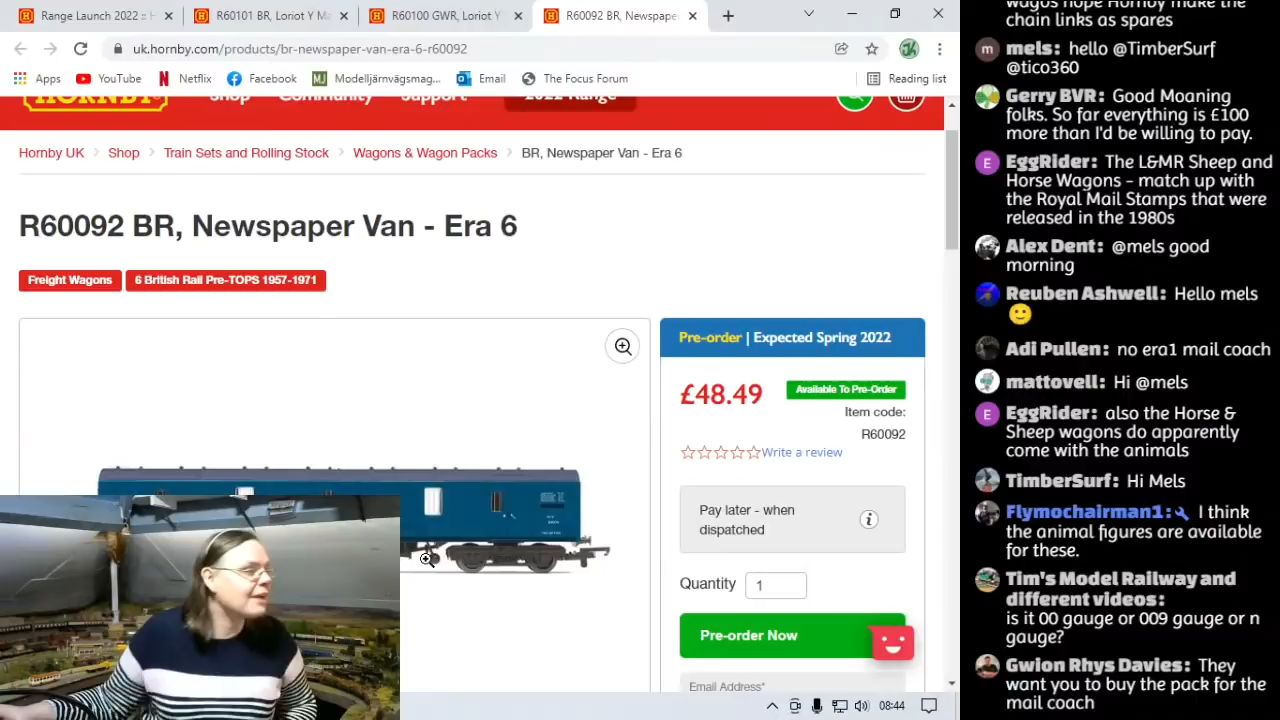 Range Launch 2022 :: H
R60101 BR, Loriot Y Ma
R60100 GWR, Loriot Y
R60092 BR, Newspape
uk.hornby.com/products/br-newspaper-van-era-6-r60092
Apps YouTube Netflix Facebook Modelljärnvägsmag... Email The Focus Forum Reading list
HORNBY Shop Community Support 2022 Range
Hornby UK > Shop > Train Sets and Rolling Stock > Wagons & Wagon Packs > BR, Newspaper Van - Era 6
R60092 BR, Newspaper Van - Era 6
Freight Wagons 6 British Rail Pre-TOPS 1957-1971
Pre-order | Expected Spring 2022
£48.49 Available To Pre-Order
Item code:
R60092
Write a review
Pay later - when
dispatched
Quantity 1
Pre-order Now
Email Address*
08:44
wagos hope Hornby make the
chain links as spares
mels: hello @TimberSurf
@tico360
Gerry BVR: Good Moaning
folks. So far everything is £100
more than I'd be willing to pay.
EggRider: The L&MR Sheep and
Horse Wagons - match up with
the Royal Mail Stamps that were
released in the 1980s
Alex Dent: @mels good
morning
Reuben Ashwell: Hello mels
Adi Pullen: no era1 mail coach
mattovell: Hi @mels
EggRider: also the Horse &
Sheep wagons do apparently
come with the animals
TimberSurf: Hi Mels
Flymochairman1: I think
the animal figures are available
for these.
Tim's Model Railway and
different videos:
is it 00 gauge or 009 gauge or n
gauge?
Gwion Rhys Davies: They
want you to buy the pack for the
mail coach